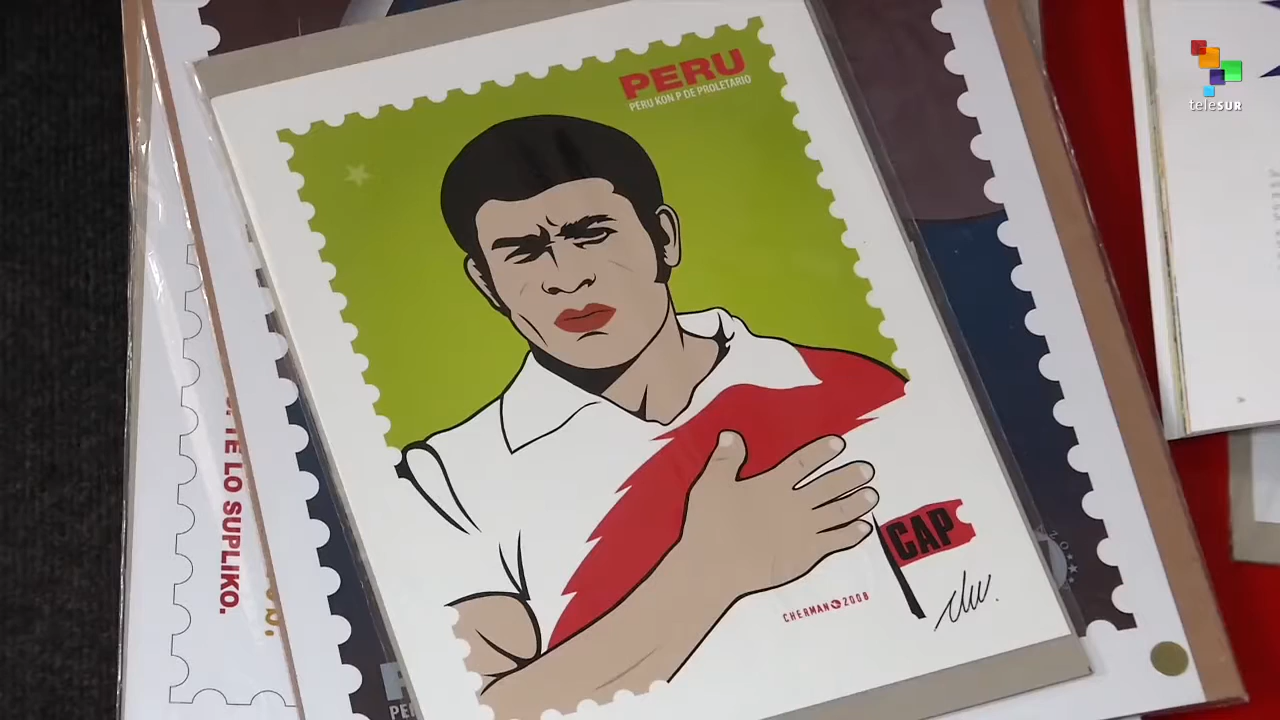 PERU
PERU KON P DE PROLETARIO
teleSUR
TE LO SUPLIKO.
CAP
CHERMAN 2008